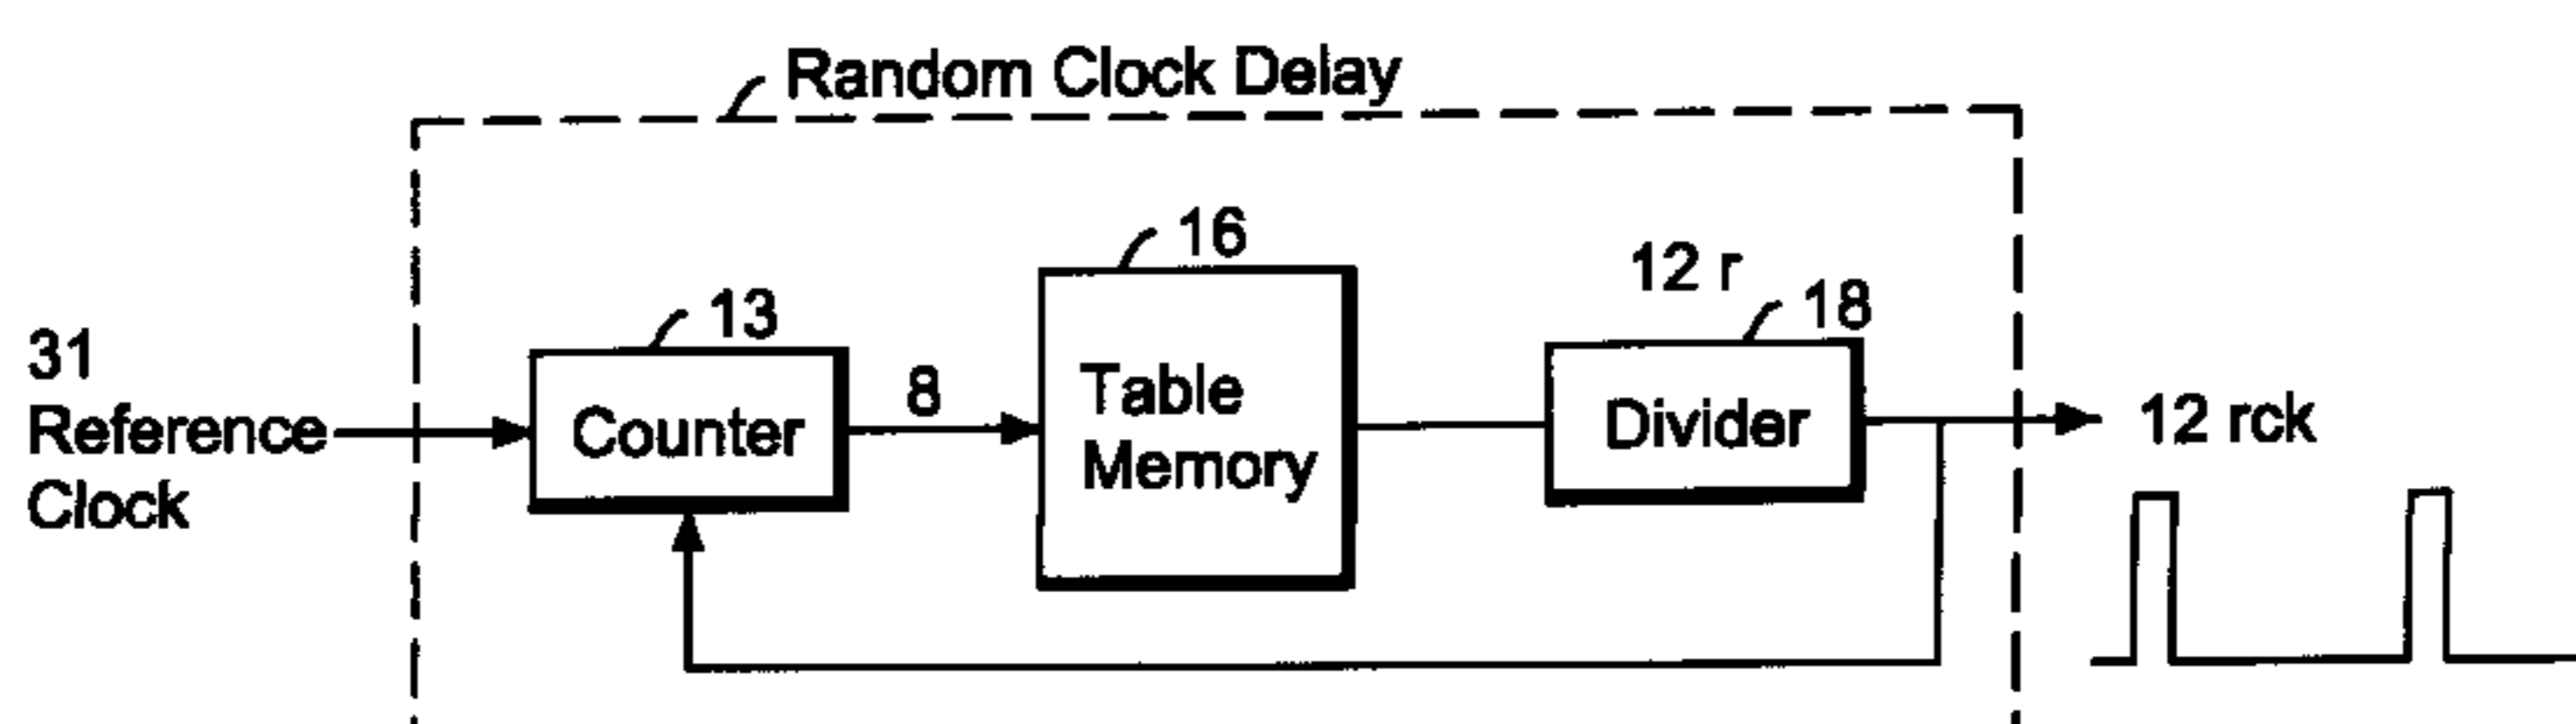 Random Clock Delay
16
12 r
18
13
31
Reference
Clock
Counter
8
Table
Memory
Divider
12 rck